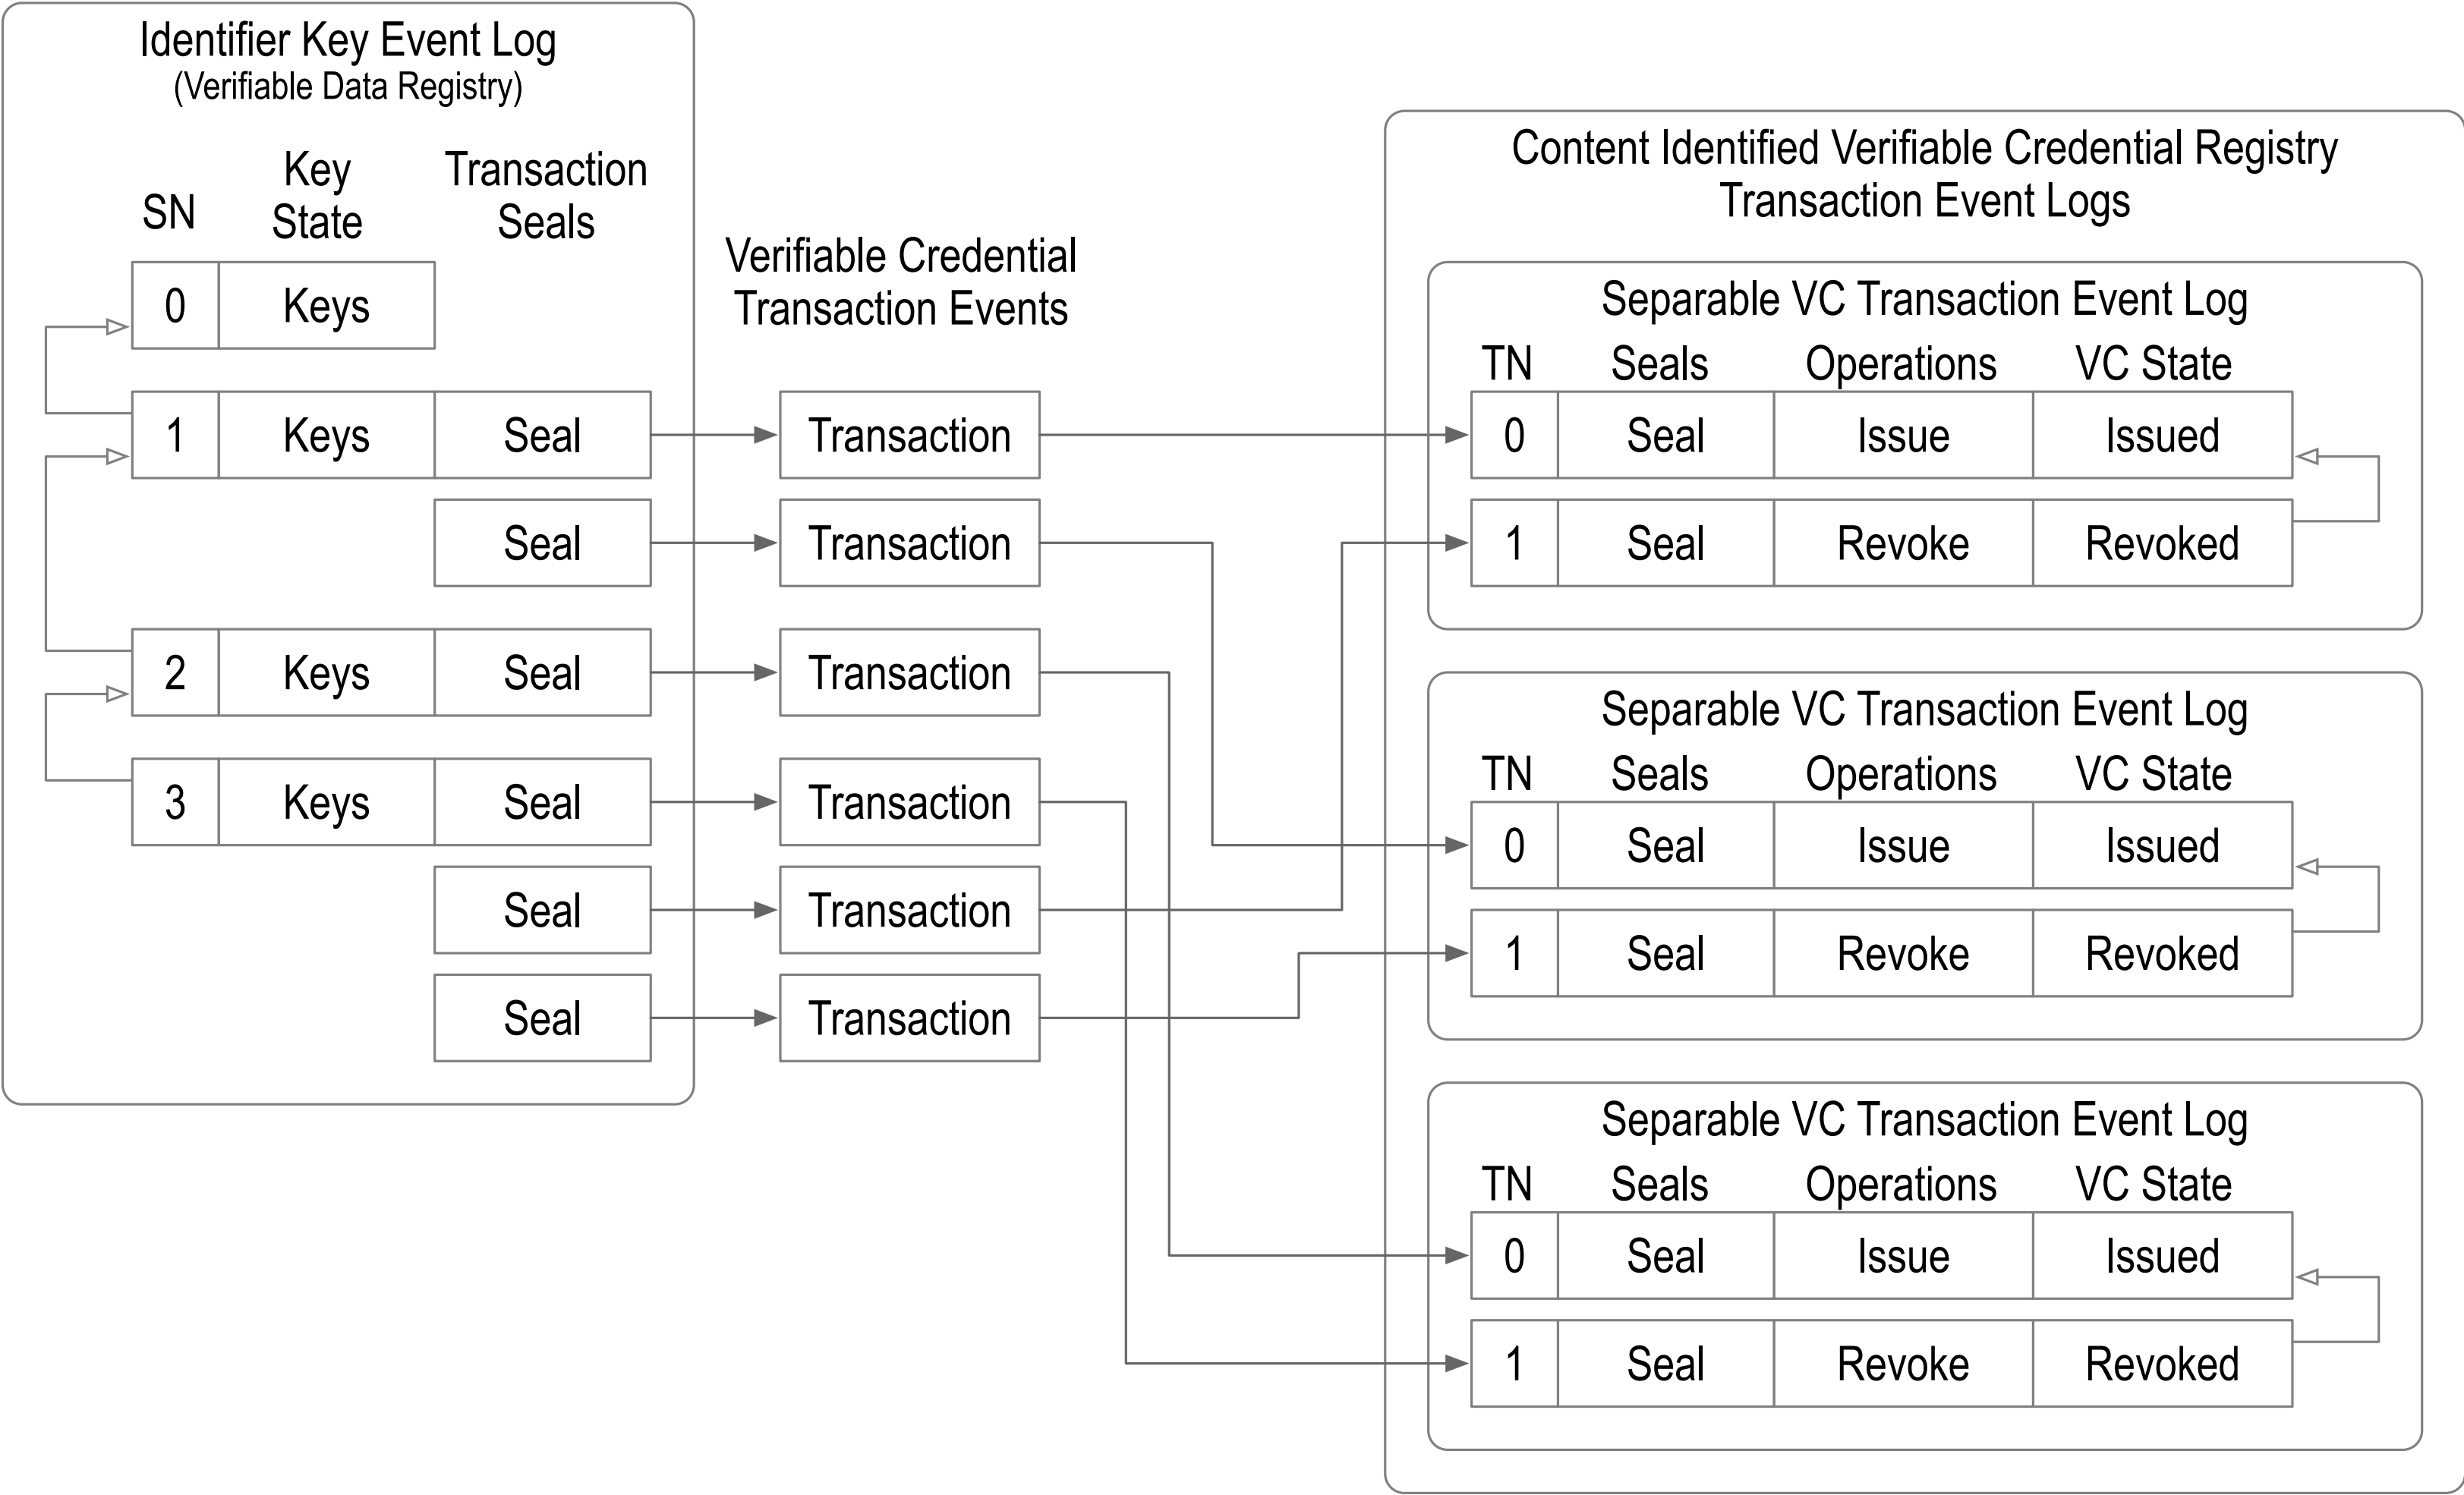 Identifier Key Event Log
(Verifiable Data Registry)
SN
Key
State
Transaction
Seals
0 Keys
1 Keys Seal
Seal
2 Keys Seal
3 Keys Seal
Seal
Seal
Verifiable Credential
Transaction Events
Transaction
Transaction
Transaction
Transaction
Transaction
Transaction
Content Identified Verifiable Credential Registry
Transaction Event Logs
Separable VC Transaction Event Log
TN Seals Operations VC State
0 Seal Issue Issued
1 Seal Revoke Revoked
Separable VC Transaction Event Log
TN Seals Operations VC State
0 Seal Issue Issued
1 Seal Revoke Revoked
Separable VC Transaction Event Log
TN Seals Operations VC State
0 Seal Issue Issued
1 Seal Revoke Revoked